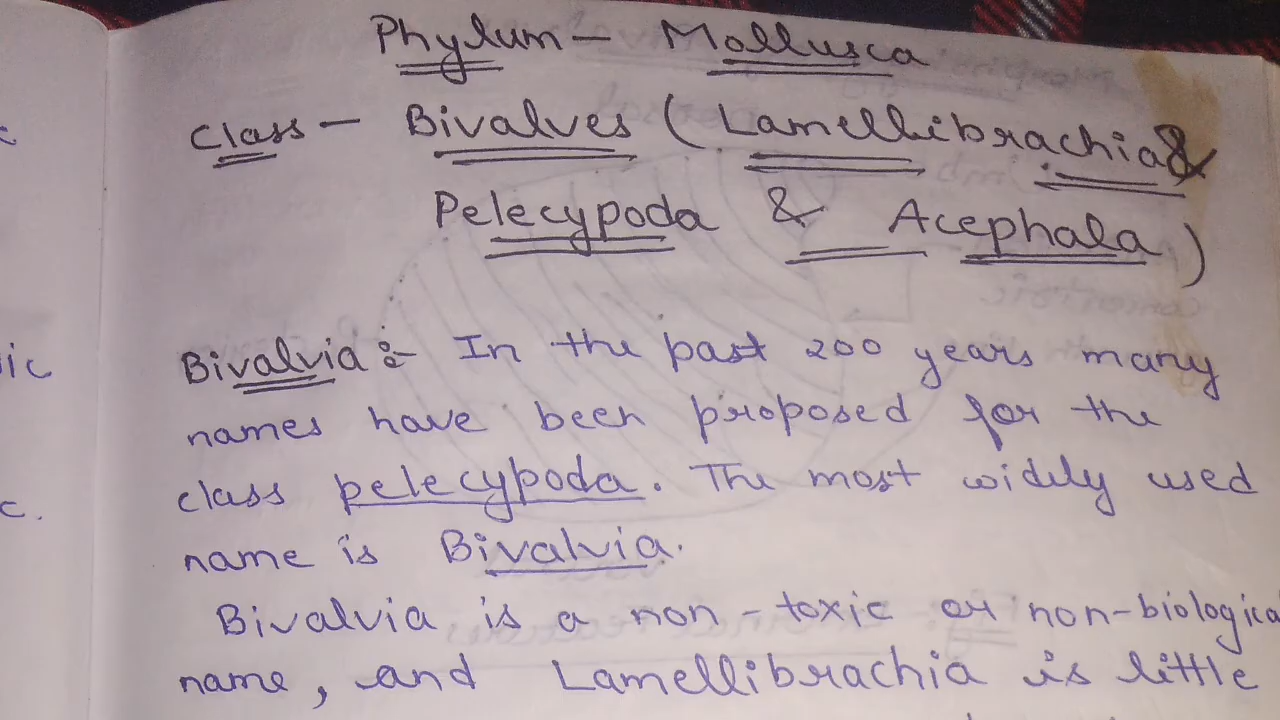 Phylum - Mollusca
Class - Bivalves (Lamellibrachia &
Pelecypoda & Acephala)
Bivalvia :- In the past 200 years many
names have been proposed for the
class pelecypoda. The most widely used
name is Bivalvia.
Bivalvia is a non-toxic or non-biological
name, and Lamellibrachia is little